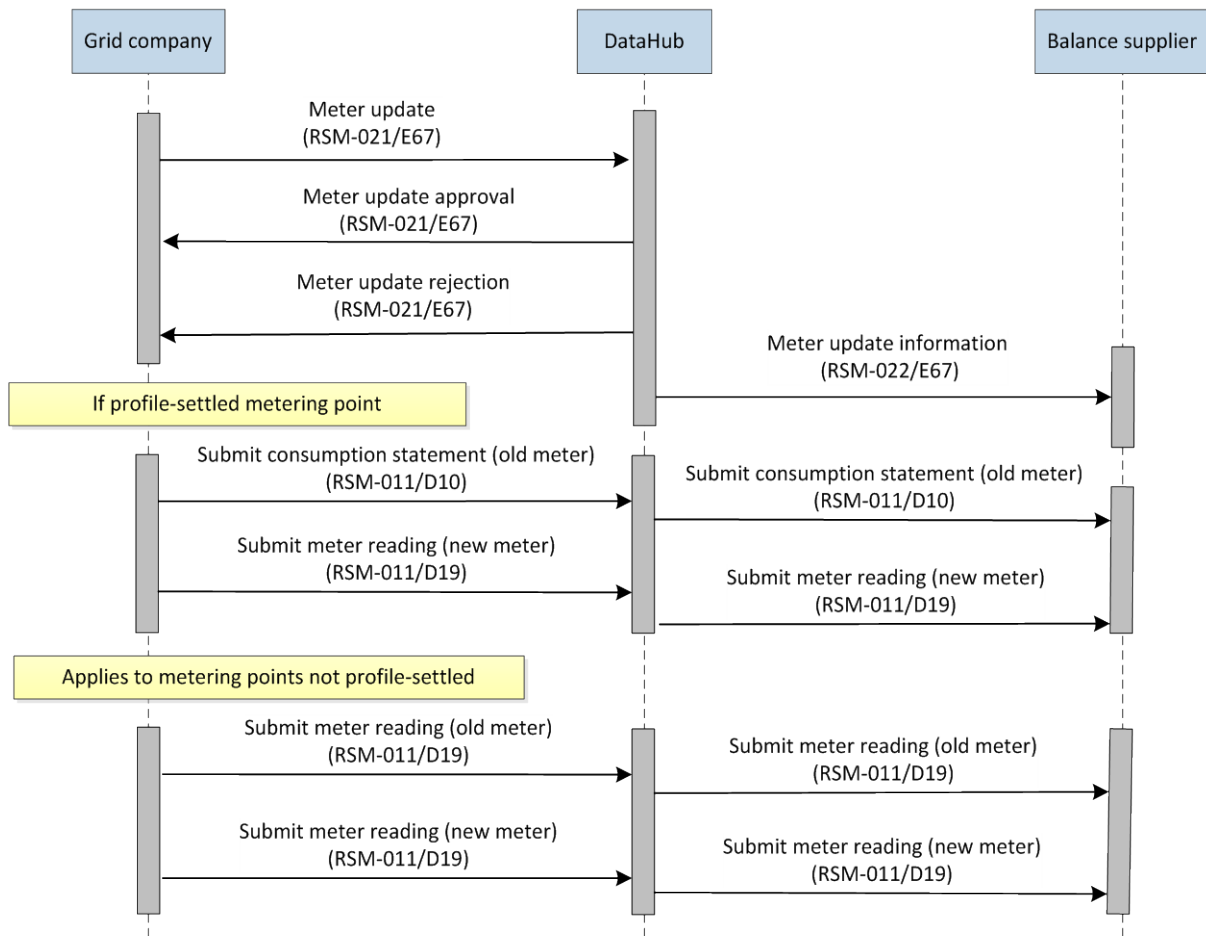 Grid company
DataHub
Balance supplier
Meter update
(RSM-021/E67)
Meter update approval
(RSM-021/E67)
Meter update rejection
(RSM-021/E67)
Meter update information
(RSM-022/E67)
If profile-settled metering point
Submit consumption statement (old meter)
(RSM-011/D10)
Submit consumption statement (old meter)
(RSM-011/D10)
Submit meter reading (new meter)
(RSM-011/D19)
Submit meter reading (new meter)
(RSM-011/D19)
Applies to metering points not profile-settled
Submit meter reading (old meter)
(RSM-011/D19)
Submit meter reading (old meter)
(RSM-011/D19)
Submit meter reading (new meter)
(RSM-011/D19)
Submit meter reading (new meter)
(RSM-011/D19)